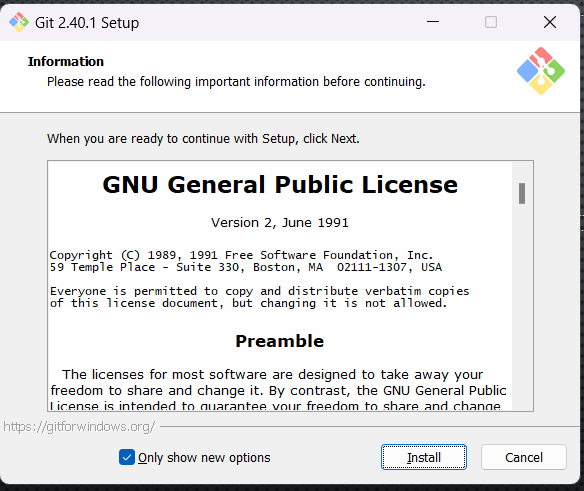 Git 2.40.1 Setup
Information
Please read the following important information before continuing.
When you are ready to continue with Setup, click Next.
GNU General Public License
Version 2, June 1991
Copyright (C) 1989, 1991 Free Software Foundation, Inc.
59 Temple Place - Suite 330, Boston, MA  02111-1307, USA
Everyone is permitted to copy and distribute verbatim copies
of this license document, but changing it is not allowed.
Preamble
The licenses for most software are designed to take away your
freedom to share and change it. By contrast, the GNU General Public
License is intended to guarantee your freedom to share and change
https://gitforwindows.org/
Only show new options
Install
Cancel